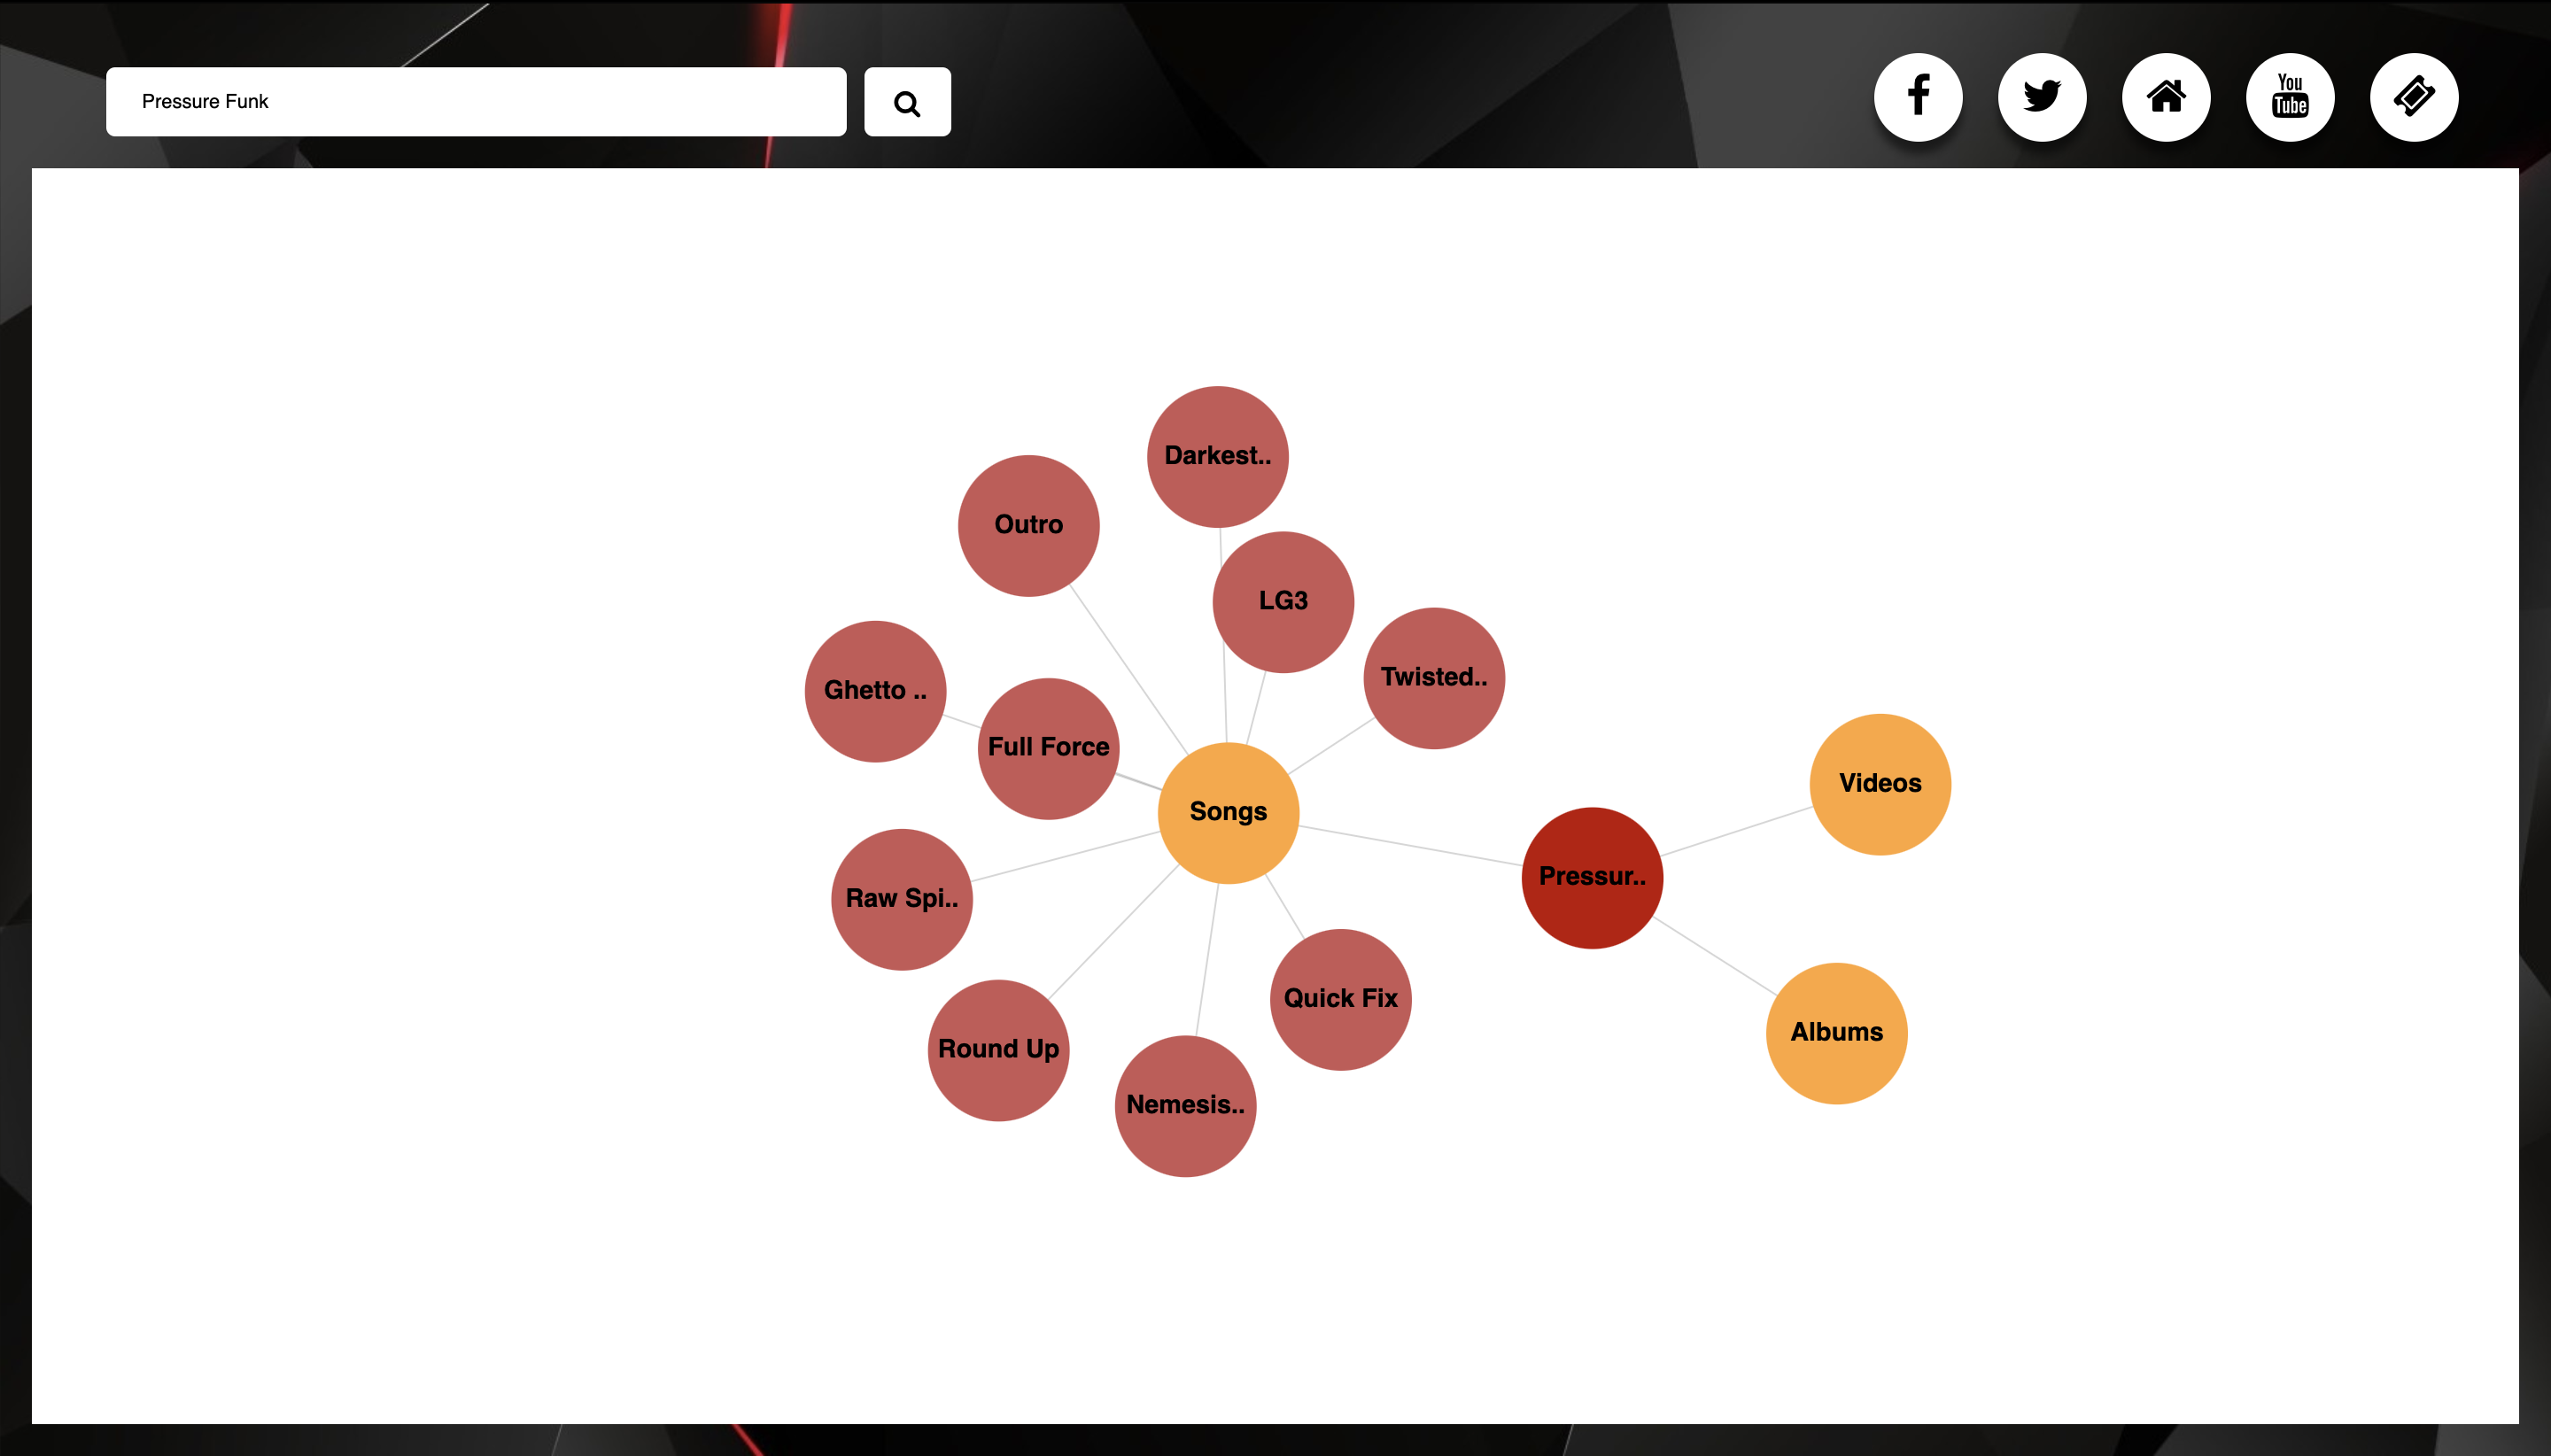 Pressure Funk
You
Tube
Darkest..
Outro
LG3
Twisted..
Ghetto ..
Full Force
Videos
Songs
Pressur..
Raw Spi..
Quick Fix
Albums
Round Up
Nemesis..